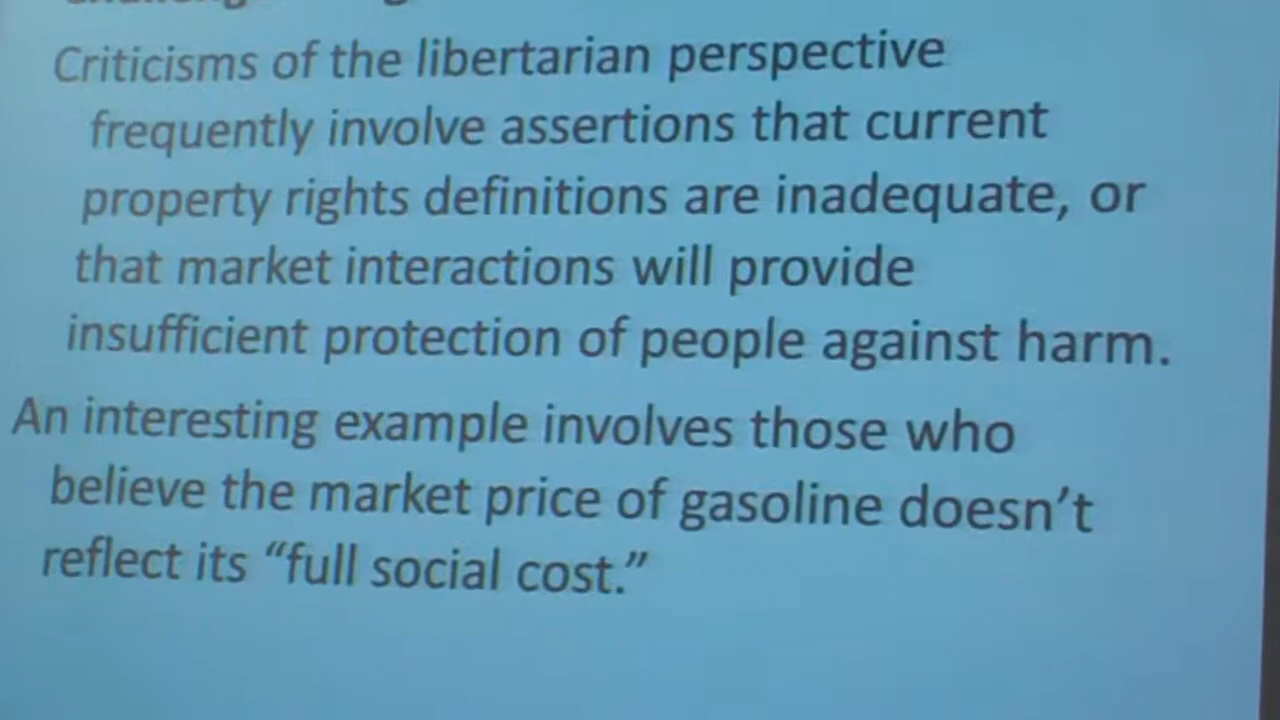 Criticisms of the libertarian perspective
frequently involve assertions that current
property rights definitions are inadequate, or
that market interactions will provide
insufficient protection of people against harm.
An interesting example involves those who
believe the market price of gasoline doesn’t
reflect its “full social cost.”